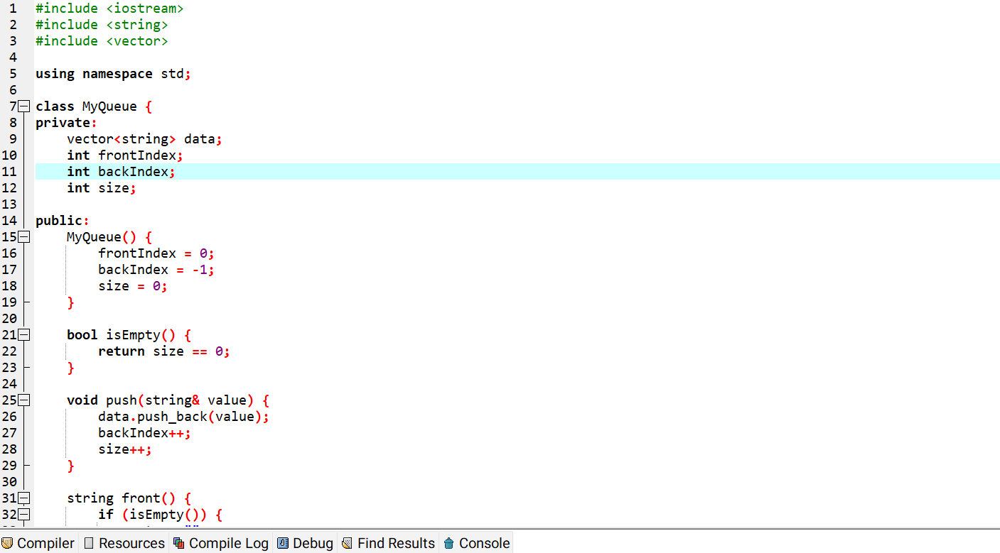 1 #include <iostream>
2 #include <string>
3 #include <vector>
4
5 using namespace std;
6
7 class MyQueue {
8 private:
9     vector<string> data;
10     int frontIndex;
11     int backIndex;
12     int size;
13
14 public:
15     MyQueue() {
16         frontIndex = 0;
17         backIndex = -1;
18         size = 0;
19     }
20
21     bool isEmpty() {
22         return size == 0;
23     }
24
25     void push(string& value) {
26         data.push_back(value);
27         backIndex++;
28         size++;
29     }
30
31     string front() {
32         if (isEmpty()) {
Compiler Resources Compile Log Debug Find Results Console